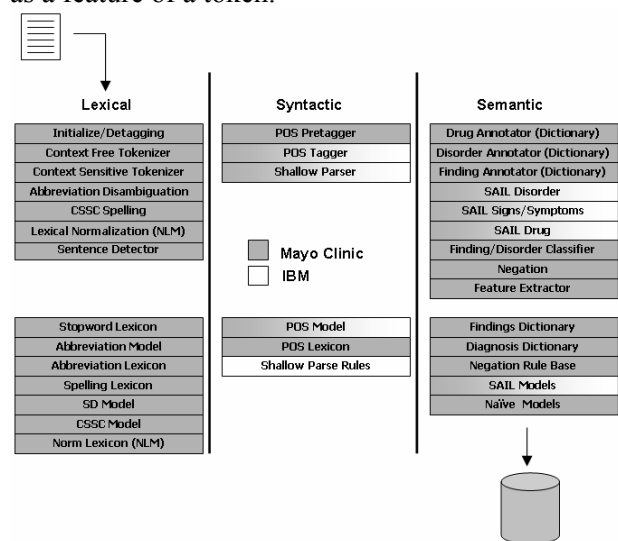 as a feature of a token.
Lexical
Initialize/Detagging
Context Free Tokenizer
Context Sensitive Tokenizer
Abbreviation Disambiguation
CSSC Spelling
Lexical Normalization (NLM)
Sentence Detector
Stopword Lexicon
Abbreviation Model
Abbreviation Lexicon
Spelling Lexicon
SD Model
CSSC Model
Norm Lexicon (NLM)
Syntactic
POS Pretagger
POS Tagger
Shallow Parser
Mayo Clinic
IBM
POS Model
POS Lexicon
Shallow Parse Rules
Semantic
Drug Annotator (Dictionary)
Disorder Annotator (Dictionary)
Finding Annotator (Dictionary)
SAIL Disorder
SAIL Signs/Symptoms
SAIL Drug
Finding/Disorder Classifier
Negation
Feature Extractor
Findings Dictionary
Diagnosis Dictionary
Negation Rule Base
SAIL Models
Naïve Models